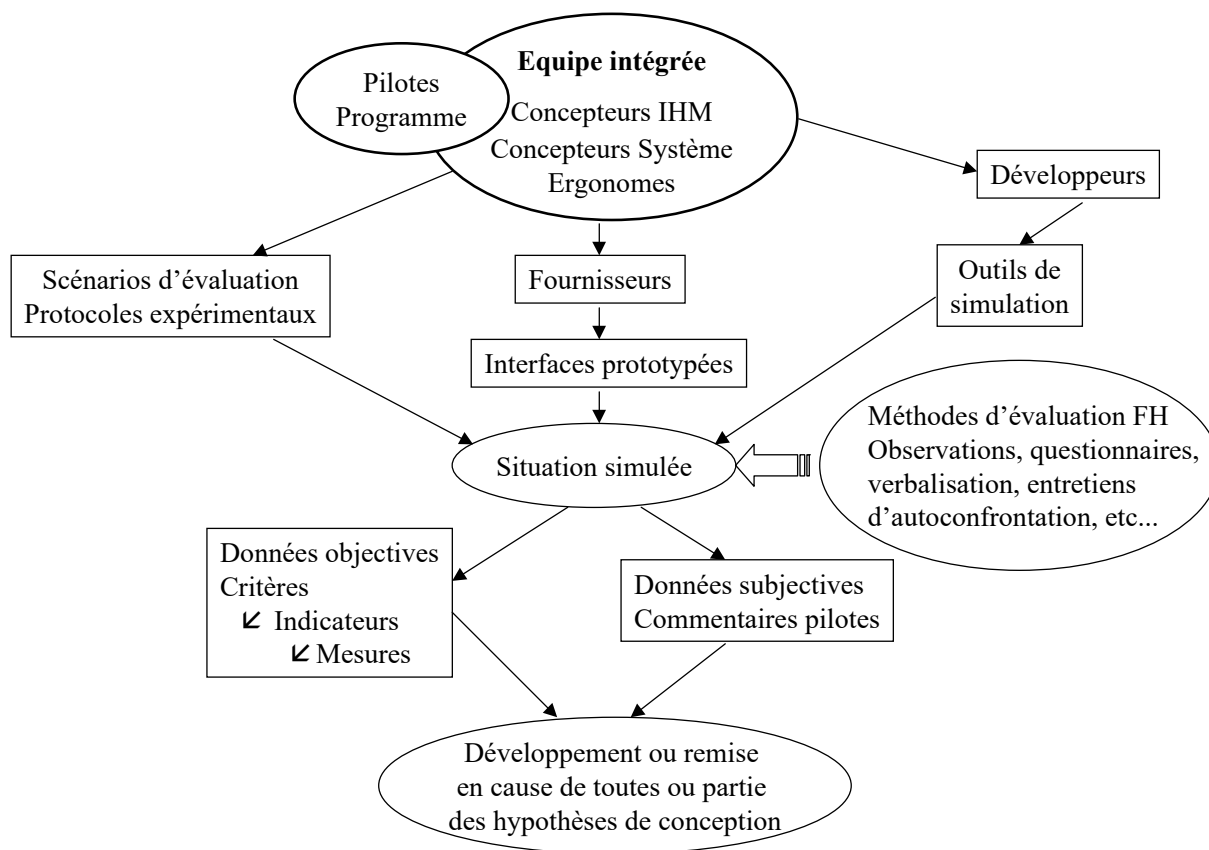 Equipe intégrée
Pilotes
Programme
Concepteurs IHM
Concepteurs Système
Ergonomes
Développeurs
Scénarios d’évaluation
Protocoles expérimentaux
Fournisseurs
Outils de
simulation
Interfaces prototypées
Méthodes d’évaluation FH
Observations, questionnaires,
verbalisation, entretiens
d’autoconfrontation, etc...
Situation simulée
Données objectives
Critères
↙ Indicateurs
↙ Mesures
Données subjectives
Commentaires pilotes
Développement ou remise
en cause de toutes ou partie
des hypothèses de conception